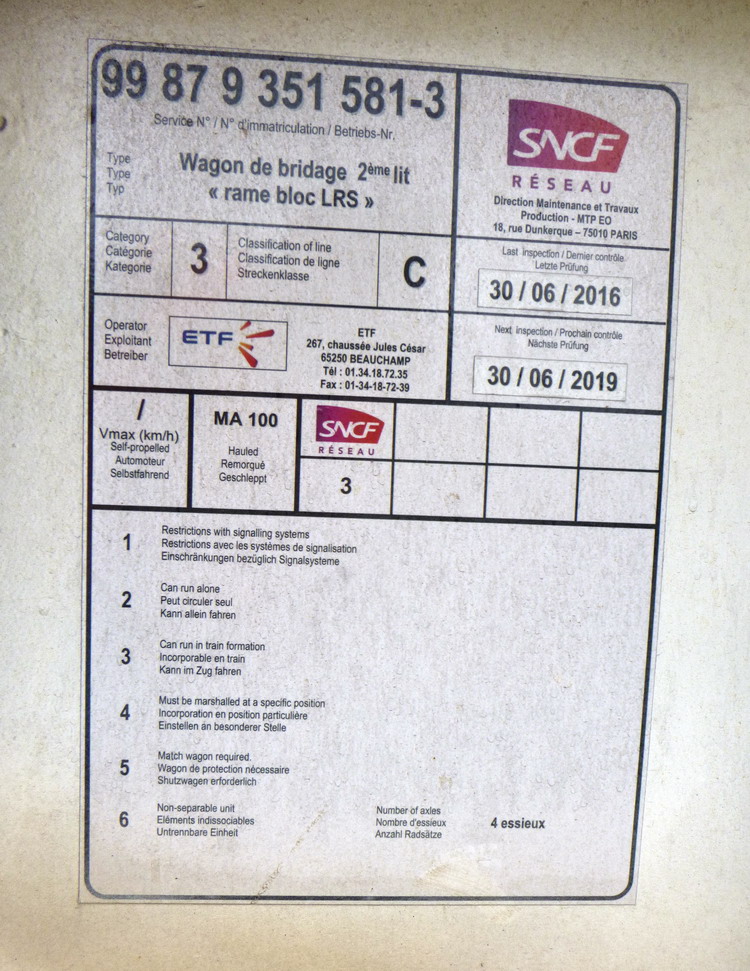 99 87 9 351 581-3
Service N° / N° d'immatriculation / Betriebs-Nr.
Type
Type
Typ
Wagon de bridage 2ème lit
« rame bloc LRS »
SNCF
RÉSEAU
Direction Maintenance et Travaux
Production - MTP EO
18, rue Dunkerque – 75010 PARIS
Category
Catégorie
Kategorie
3
Classification of line
Classification de ligne
Streckenklasse
C
Last inspection / Dernier contrôle
Letzte Prüfung
30 / 06 / 2016
Operator
Exploitant
Betreiber
ETF
ETF
267, chaussée Jules César
65250 BEAUCHAMP
Tél : 01.34.18.72.35
Fax : 01-34-18-72-39
Next inspection / Prochain contrôle
Nächste Prüfung
30 / 06 / 2019
/
Vmax (km/h)
Self-propelled
Automoteur
Selbstfahrend
MA 100
Hauled
Remorqué
Geschleppt
SNCF
RÉSEAU
3
1
Restrictions with signalling systems
Restrictions avec les systèmes de signalisation
Einschränkungen bezüglich Signalsysteme
2
Can run alone
Peut circuler seul
Kann allein fahren
3
Can run in train formation
Incorporable en train
Kann im Zug fahren
4
Must be marshalled at a specific position
Incorporation en position particulière
Einstellen an besonderer Stelle
5
Match wagon required.
Wagon de protection nécessaire
Shutzwagen erforderlich
6
Non-separable unit
Eléments indissociables
Untrennbare Einheit
Number of axles
Nombre d'essieux
Anzahl Radsätze
4 essieux